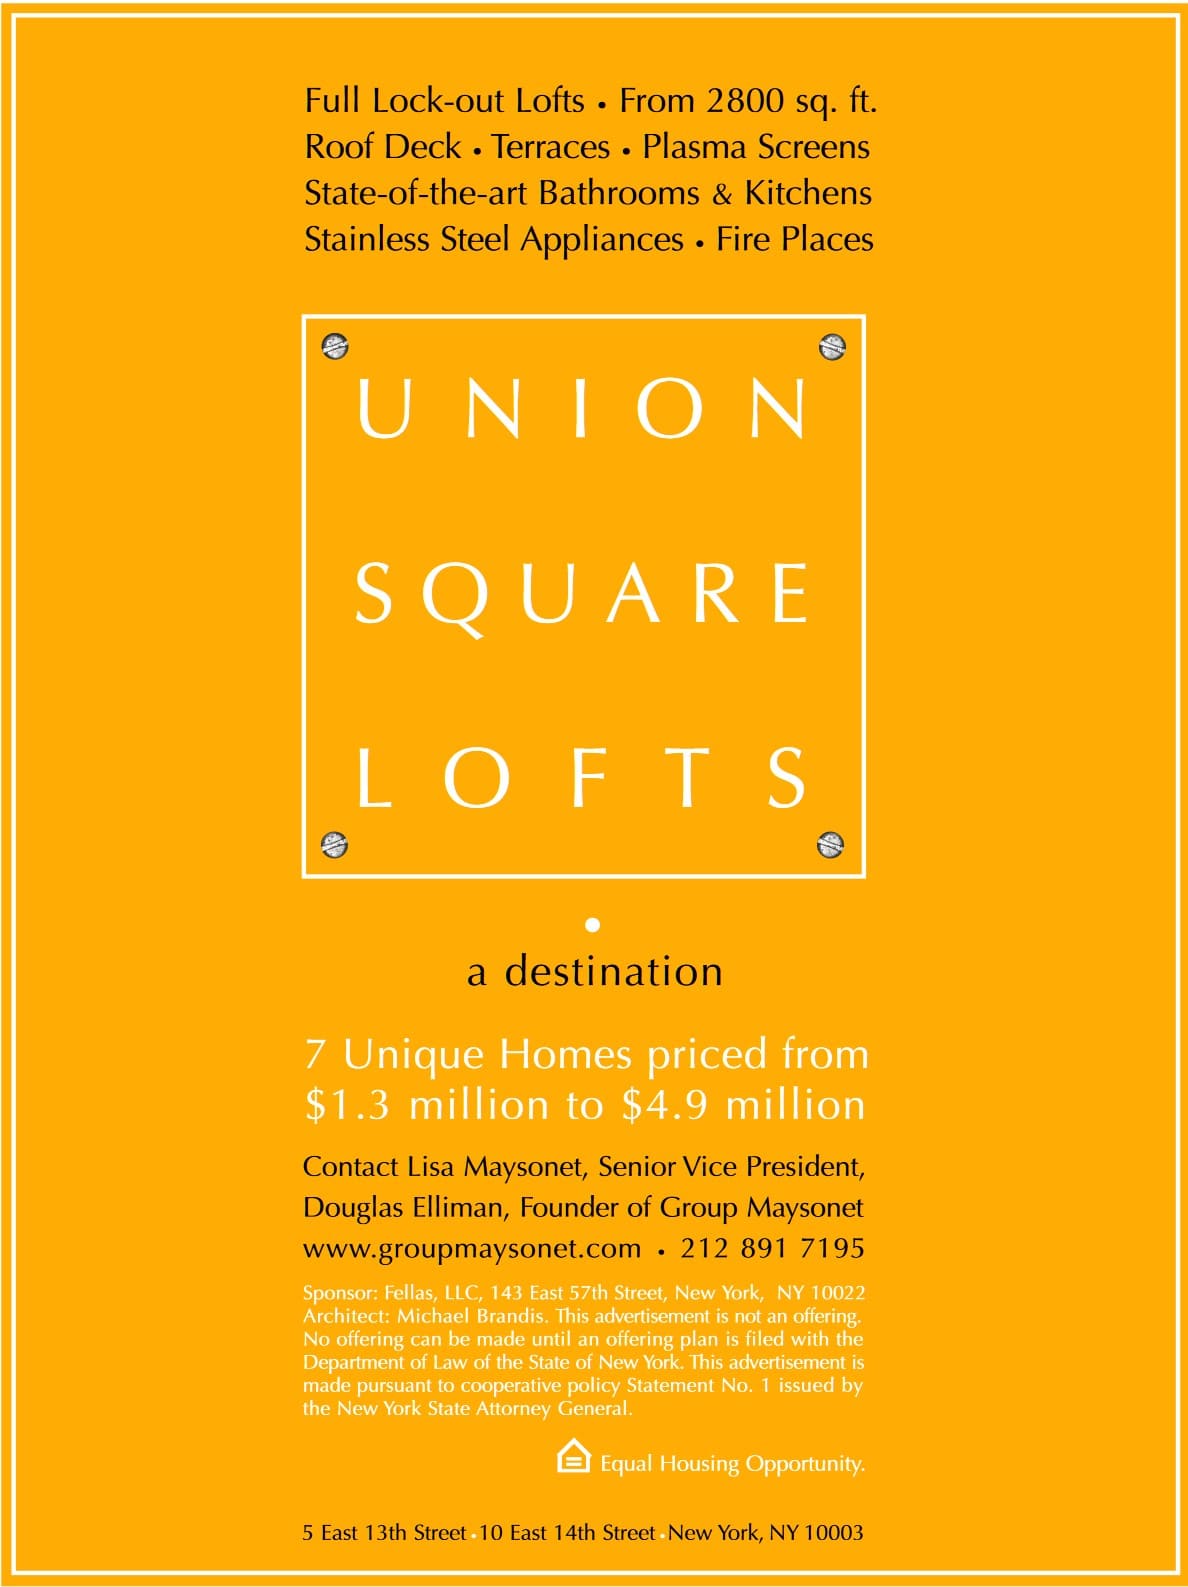 Full Lock-out Lofts • From 2800 sq. ft.
Roof Deck • Terraces • Plasma Screens
State-of-the-art Bathrooms & Kitchens
Stainless Steel Appliances • Fire Places
UNION
SQUARE
LOFTS
•
a destination
7 Unique Homes priced from
$1.3 million to $4.9 million
Contact Lisa Maysonet, Senior Vice President,
Douglas Elliman, Founder of Group Maysonet
www.groupmaysonet.com • 212 891 7195
Sponsor: Fellas, LLC, 143 East 57th Street, New York, NY 10022
Architect: Michael Brandis. This advertisement is not an offering.
No offering can be made until an offering plan is filed with the
Department of Law of the State of New York. This advertisement is
made pursuant to cooperative policy Statement No. 1 issued by
the New York State Attorney General.
Equal Housing Opportunity.
5 East 13th Street • 10 East 14th Street • New York, NY 10003